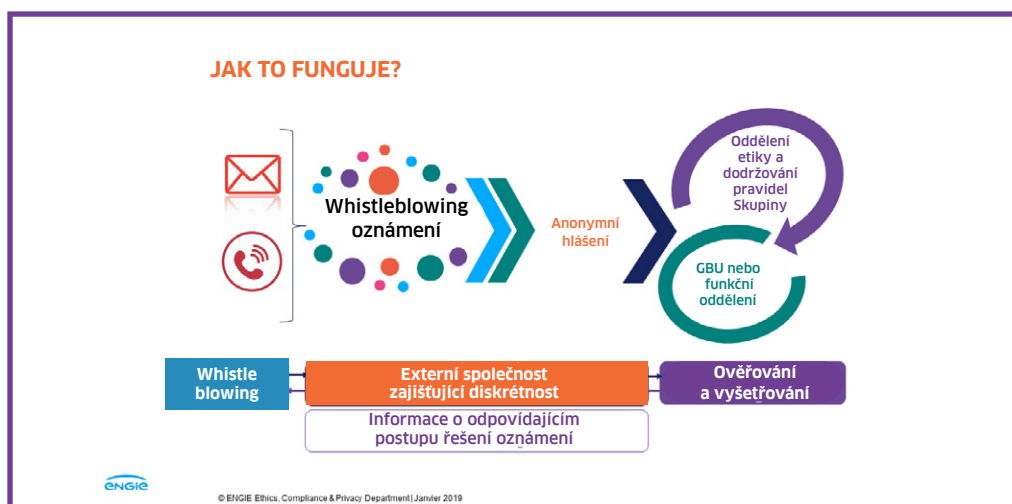 JAK TO FUNGUJE?
Whistleblowing
oznámení
Anonymní
hlášení
Oddělení
etiky a
dodržování
pravidel
Skupiny
GBU nebo
funkční
oddělení
Whistle
blowing
Externí společnost
zajišťující diskrétnost
Ověřování
a vyšetřování
Informace o odpovídajícím
postupu řešení oznámení
ENGIE
© ENGIE Ethics, Compliance & Privacy Department| Janvier 2019